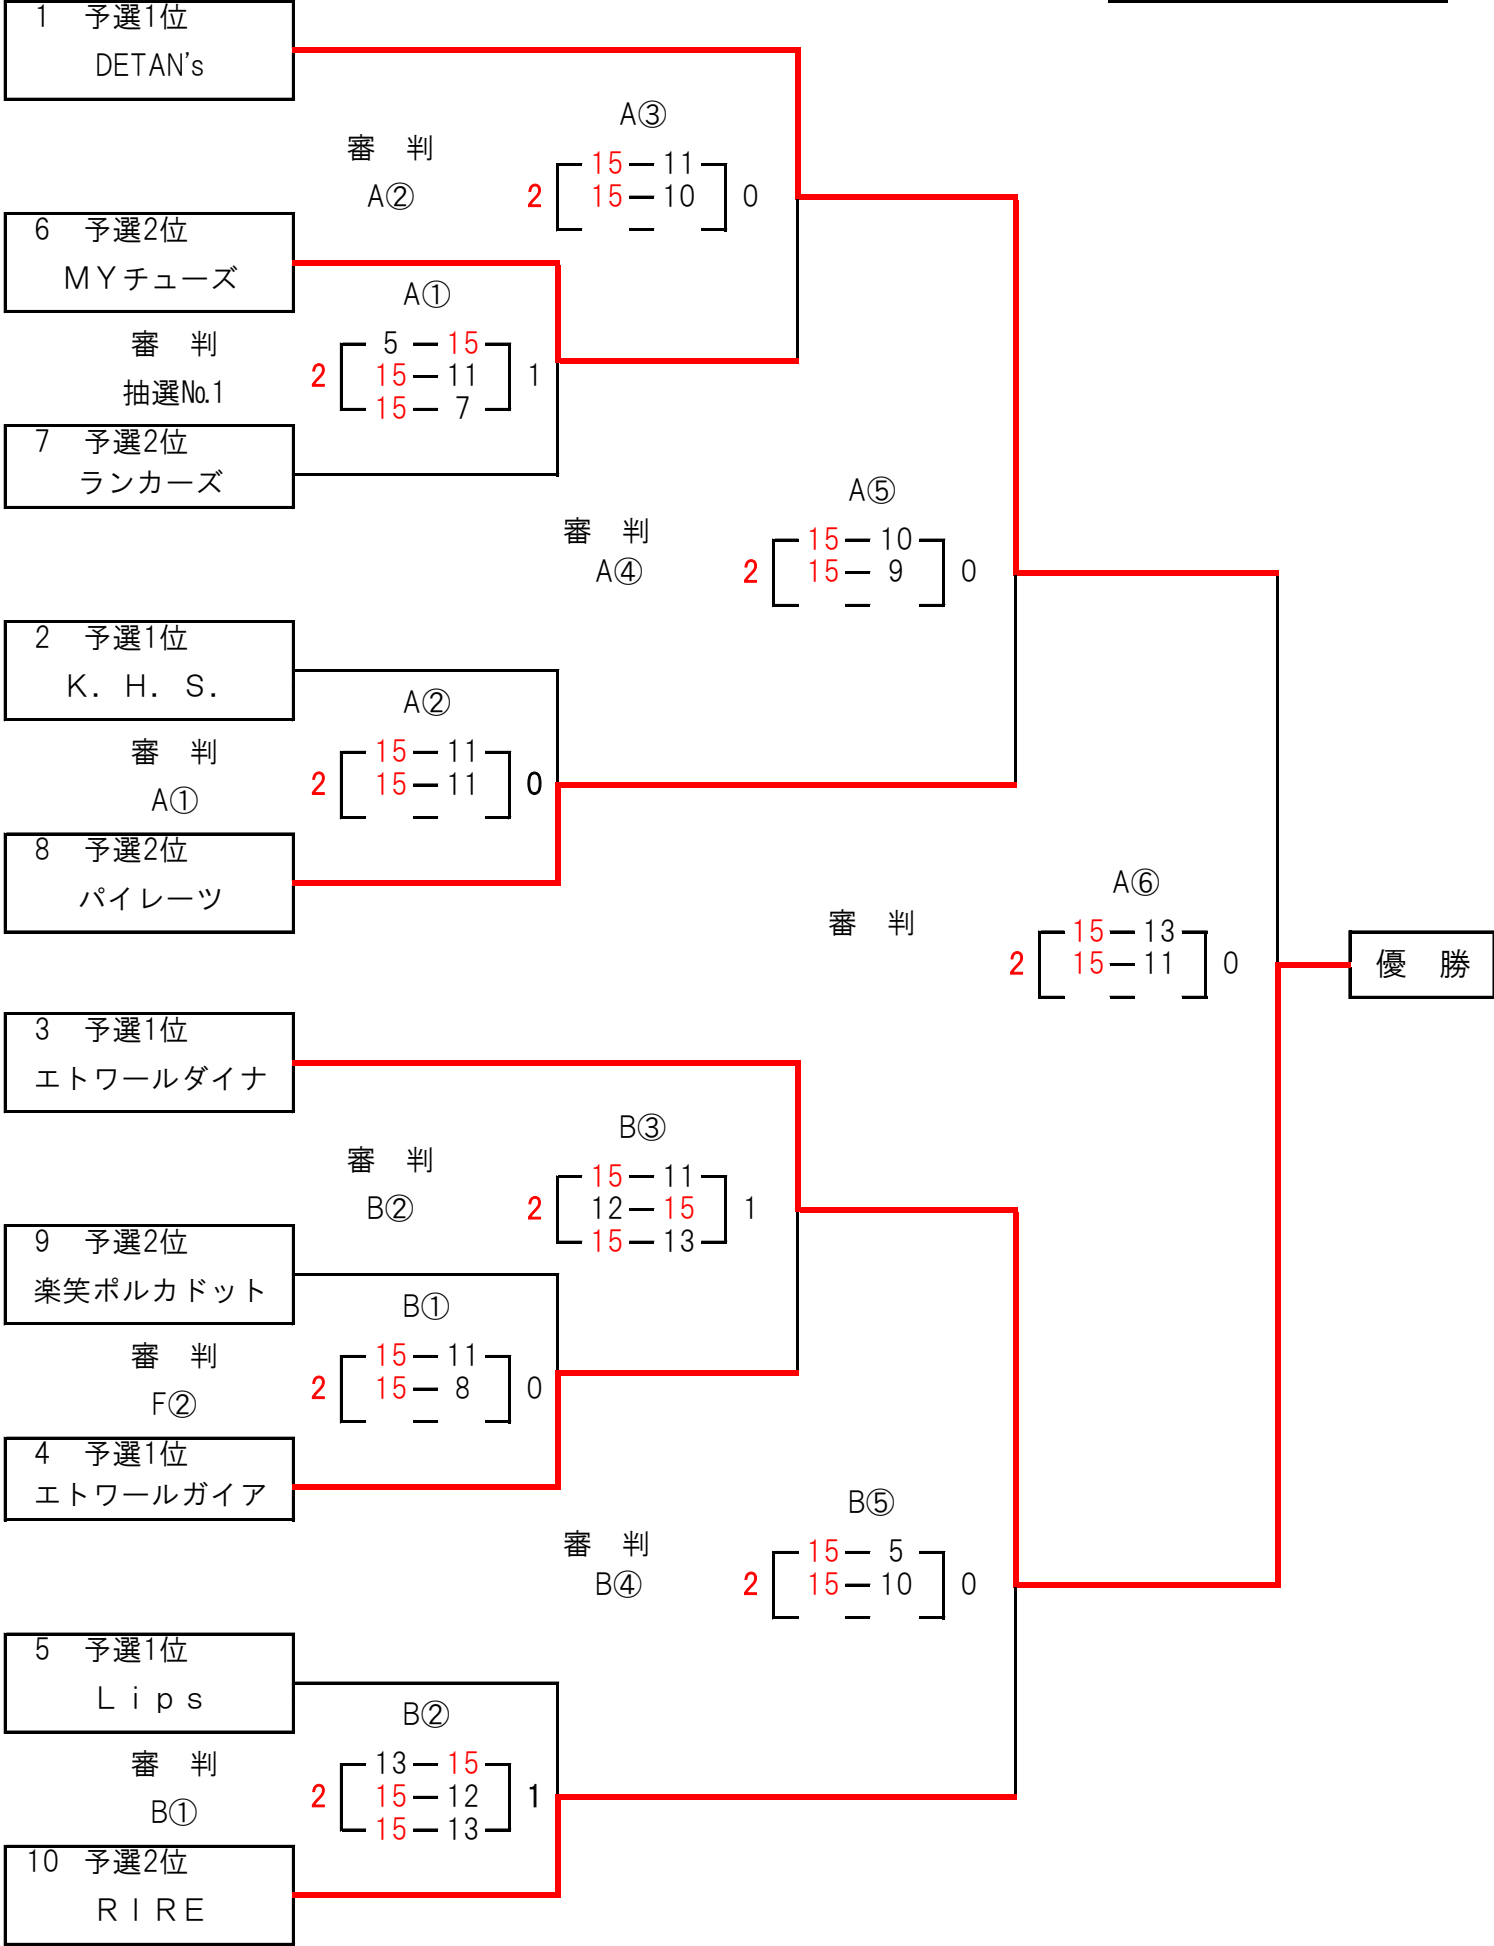 1 予選1位
DETAN's
A③
審 判
15―11
A②
2 15―10 0
―
6 予選2位
MYチューズ
A①
審 判
5―15
抽選№1
2 15―11 1
15―7
7 予選2位
ランカーズ
A⑤
審 判
15―10
A④
2 15―9 0
―
2 予選1位
K. H. S.
A②
審 判
15―11
2 15―11 0
A①
―
8 予選2位
パイレーツ
A⑥
審 判
15―13
2 15―11 0
優 勝
―
3 予選1位
エトワールダイナ
B③
審 判
15―11
B②
2 12―15 1
15―13
9 予選2位
楽笑ポルカドット
B①
審 判
15―11
2 15―8 0
F②
―
4 予選1位
エトワールガイア
B⑤
審 判
15―5
B④
2 15―10 0
―
5 予選1位
Lips
B②
審 判
13―15
2 15―12 1
B①
15―13
10 予選2位
RIRE